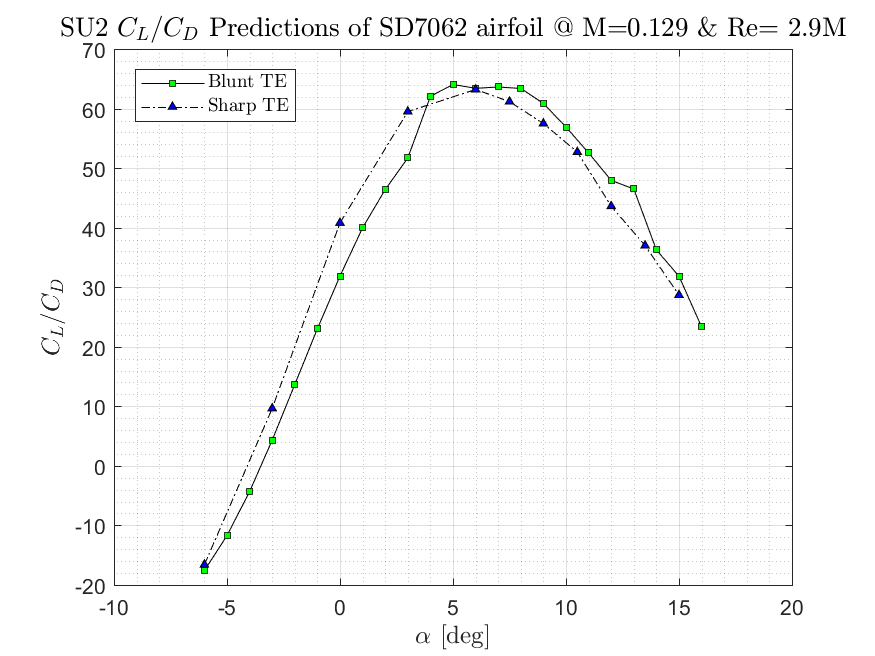 SU2 C_L/C_D Predictions of SD7062 airfoil @ M=0.129 & Re= 2.9M
70
Blunt TE
Sharp TE
60
50
40
30
20
10
0
-10
-20
C_L/C_D
-10 -5 0 5 10 15 20
α [deg]